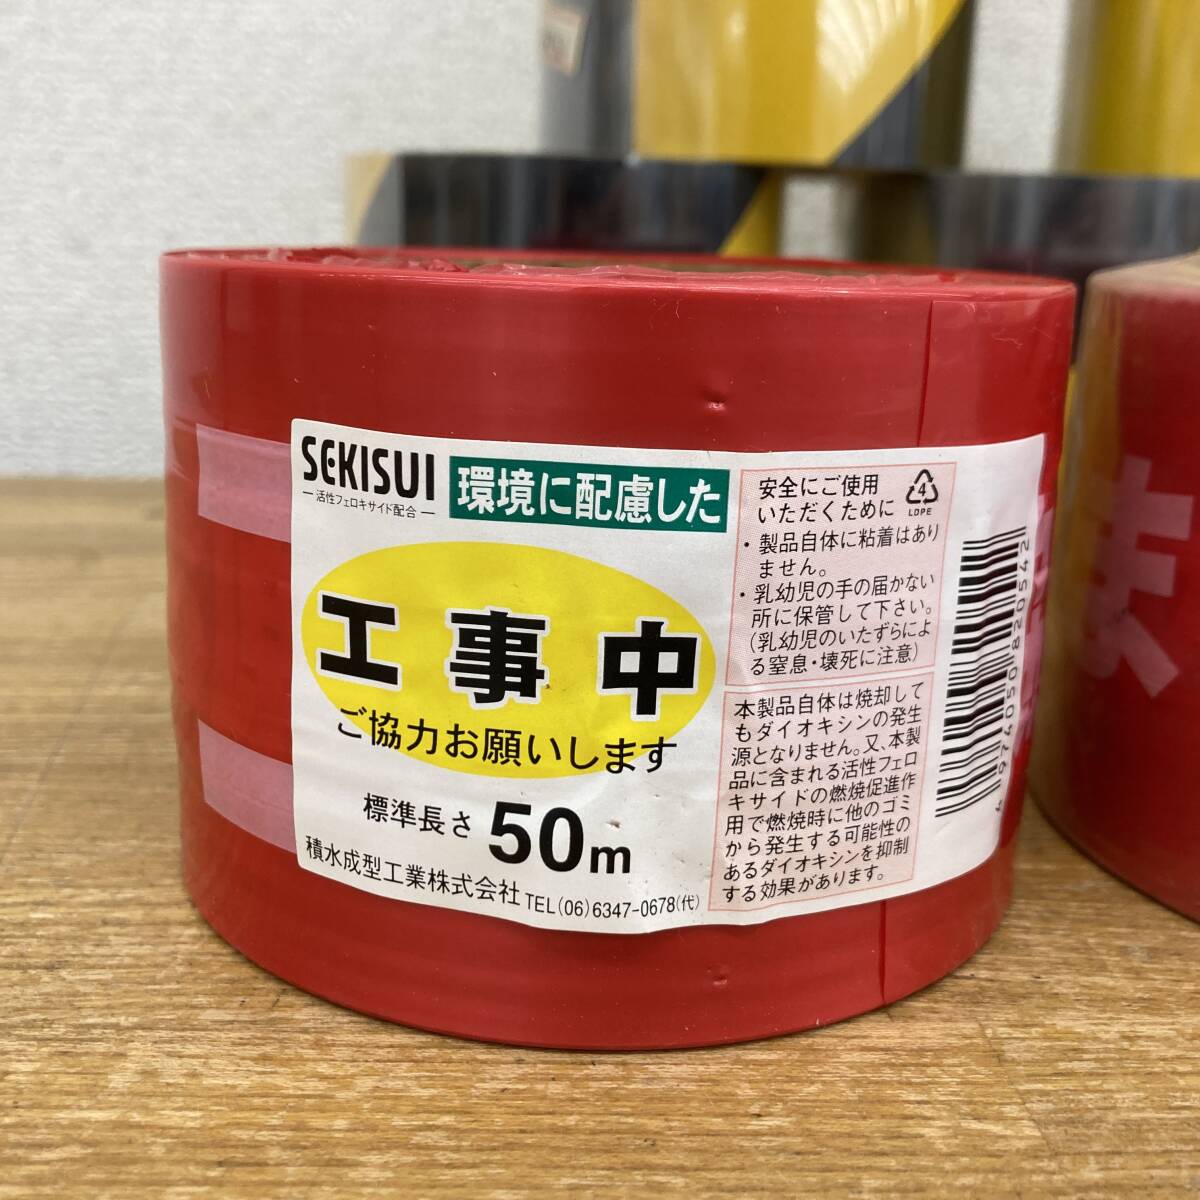 SEKISUI
― 活性フェロキサイド配合 ―
環境に配慮した
工事中
ご協力お願いします
標準長さ 50m
積水成型工業株式会社 TEL(06)6347-0678(代)
安全にご使用
いただくために
4
LDPE
・製品自体に粘着はあり
ません。
・乳幼児の手の届かない
所に保管して下さい。
(乳幼児のいたずらによ
る窒息・壊死に注意)
本製品自体は焼却して
もダイオキシンの発生
源となりません。又、本製
品に含まれる活性フェロ
キサイドの燃焼促進作
用で燃焼時に他のゴミ
から発生する可能性の
あるダイオキシンを抑制
する効果があります。